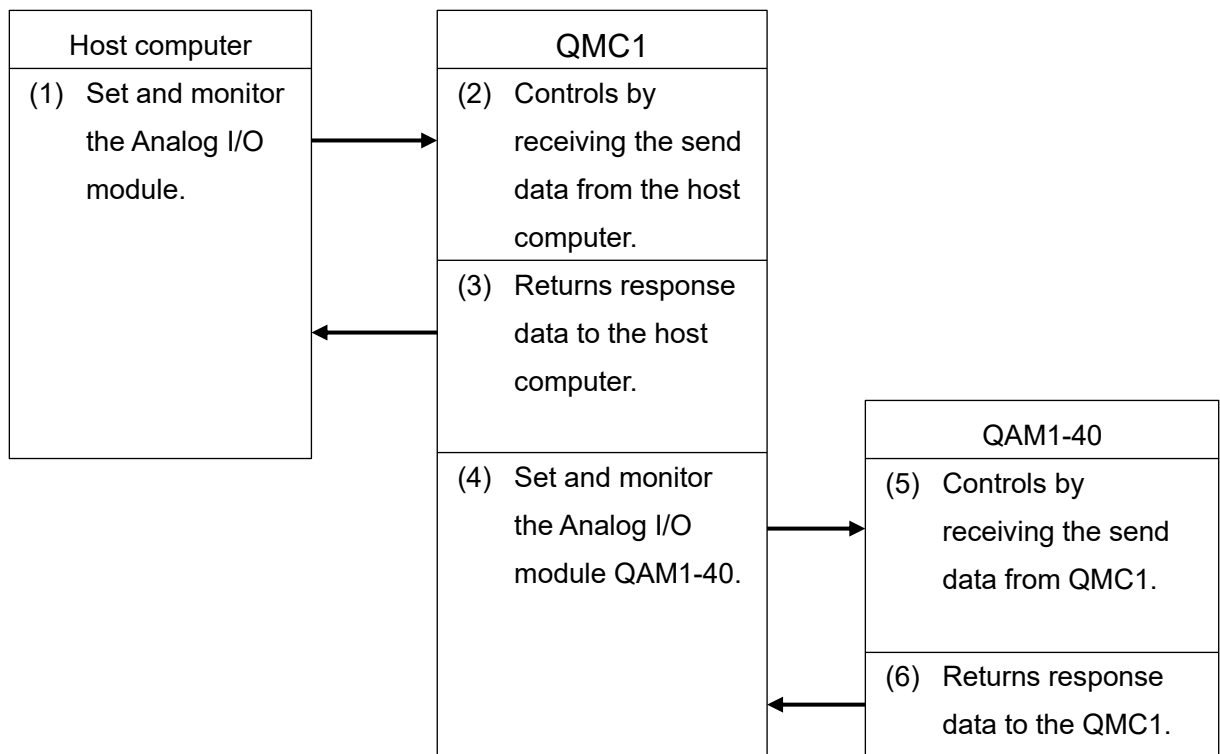 Host computer
(1) Set and monitor
the Analog I/O
module.
QMC1
(2) Controls by
receiving the send
data from the host
computer.
(3) Returns response
data to the host
computer.
(4) Set and monitor
the Analog I/O
module QAM1-40.
QAM1-40
(5) Controls by
receiving the send
data from QMC1.
(6) Returns response
data to the QMC1.